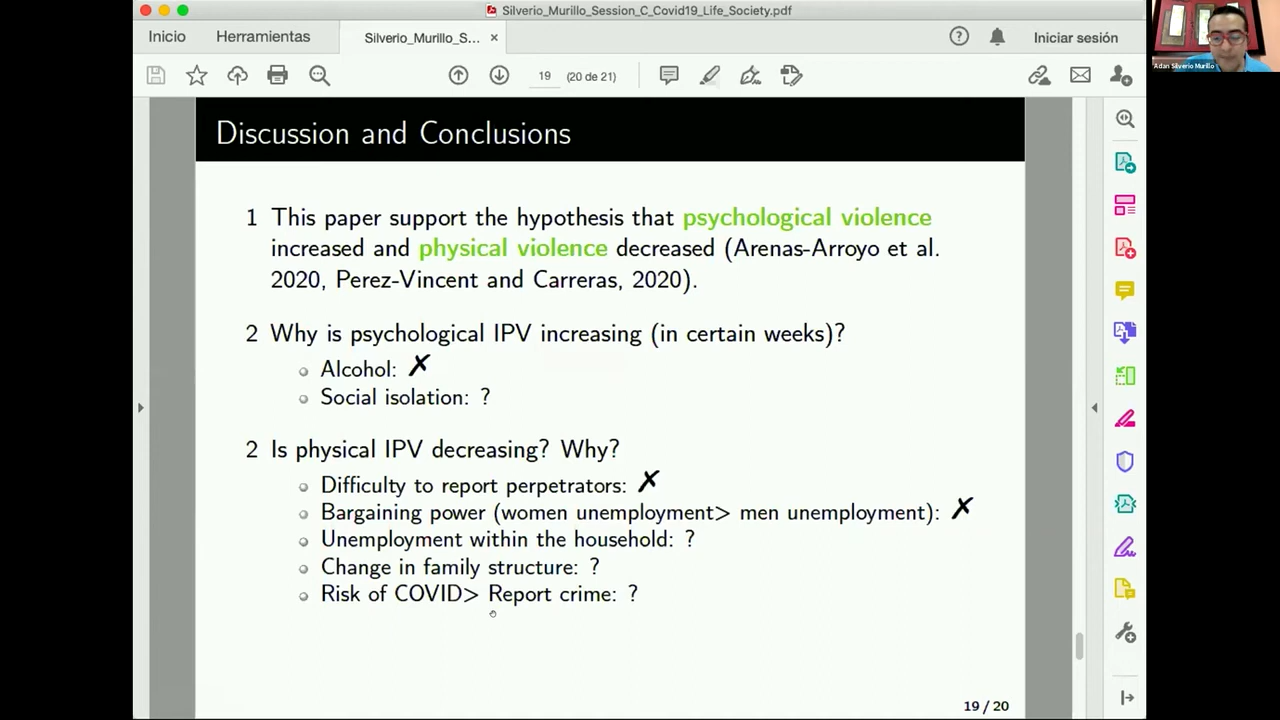 Silverio_Murillo_Session_C_Covid19_Life_Society.pdf
Inicio Herramientas Silverio_Murillo_S... × Iniciar sesión
19 (20 de 21)
Adan Silverio Murillo
Discussion and Conclusions
1 This paper support the hypothesis that psychological violence
increased and physical violence decreased (Arenas-Arroyo et al.
2020, Perez-Vincent and Carreras, 2020).
2 Why is psychological IPV increasing (in certain weeks)?
Alcohol: ✗
Social isolation: ?
2 Is physical IPV decreasing? Why?
Difficulty to report perpetrators: ✗
Bargaining power (women unemployment> men unemployment): ✗
Unemployment within the household: ?
Change in family structure: ?
Risk of COVID> Report crime: ?
19 / 20